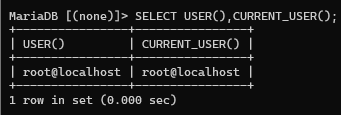 MariaDB [(none)]> SELECT USER(),CURRENT_USER();
+----------------+----------------+
| USER()         | CURRENT_USER() |
+----------------+----------------+
| root@localhost | root@localhost |
+----------------+----------------+
1 row in set (0.000 sec)